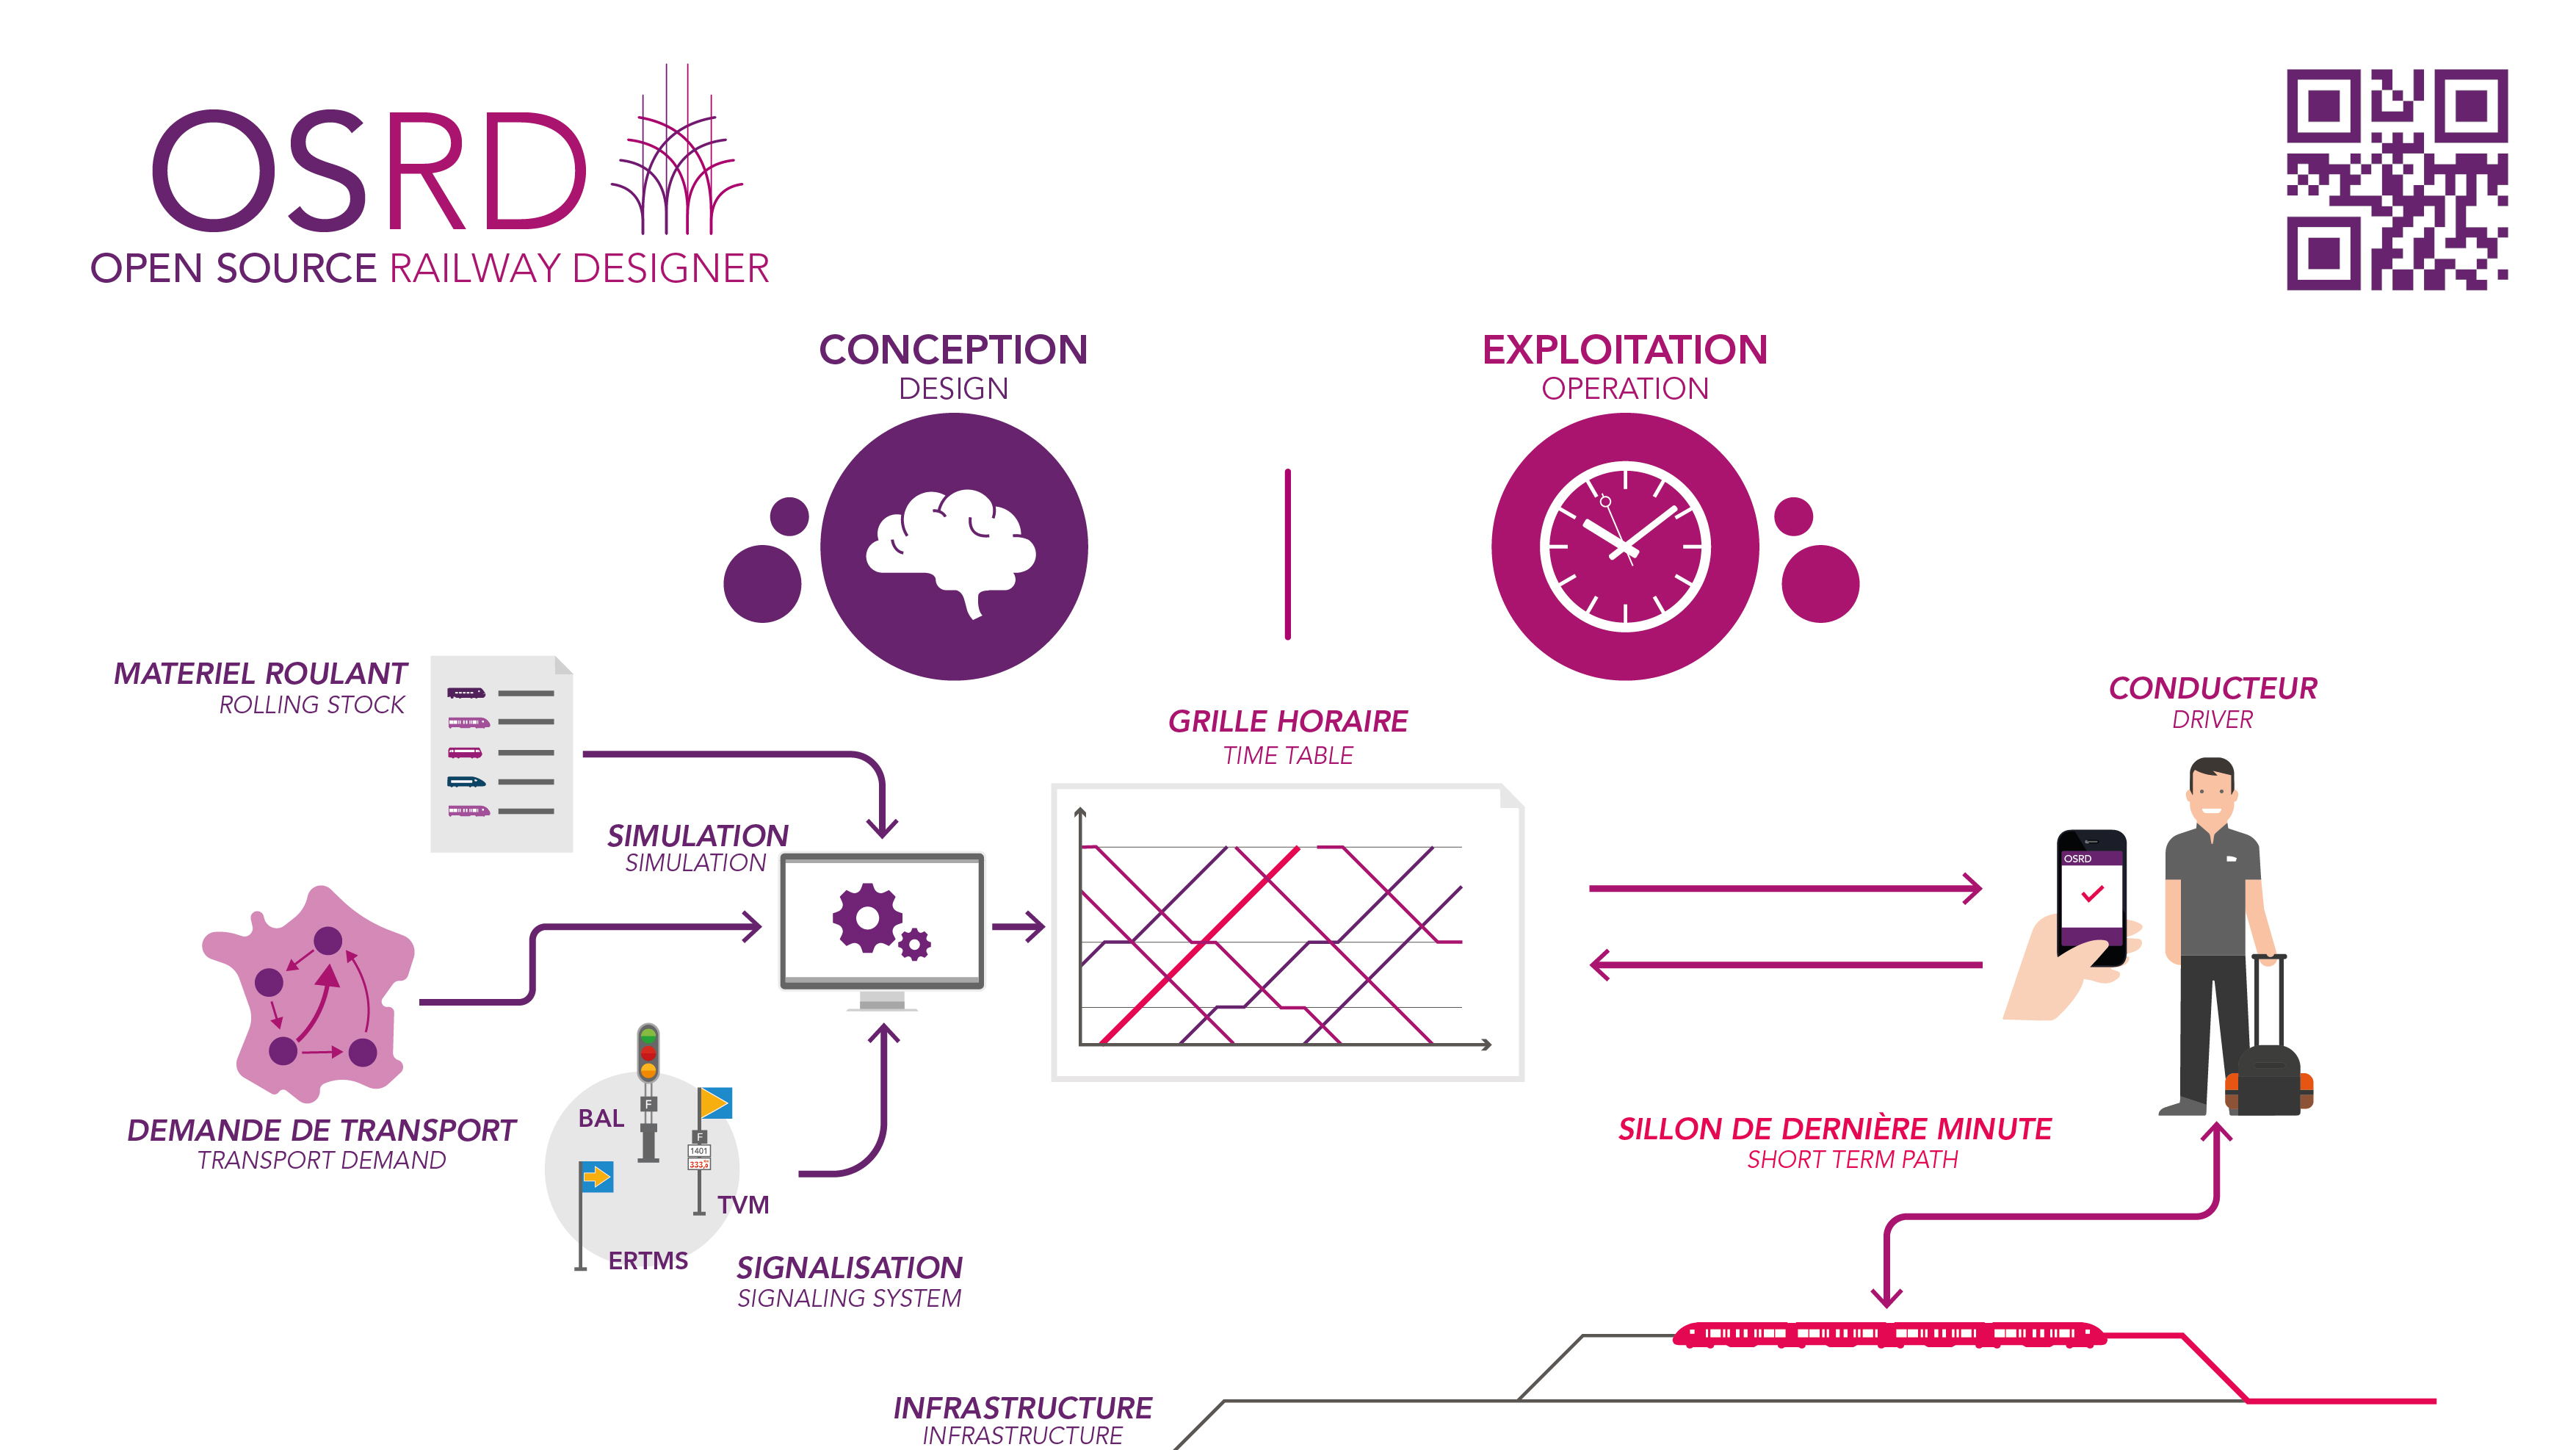 OSRD
OPEN SOURCE RAILWAY DESIGNER
CONCEPTION
DESIGN
EXPLOITATION
OPERATION
MATERIEL ROULANT
ROLLING STOCK
GRILLE HORAIRE
TIME TABLE
CONDUCTEUR
DRIVER
SIMULATION
SIMULATION
OSRD
DEMANDE DE TRANSPORT
TRANSPORT DEMAND
BAL
F
F
1401
333
TVM
ERTMS
SIGNALISATION
SIGNALING SYSTEM
SILLON DE DERNIÈRE MINUTE
SHORT TERM PATH
INFRASTRUCTURE
INFRASTRUCTURE